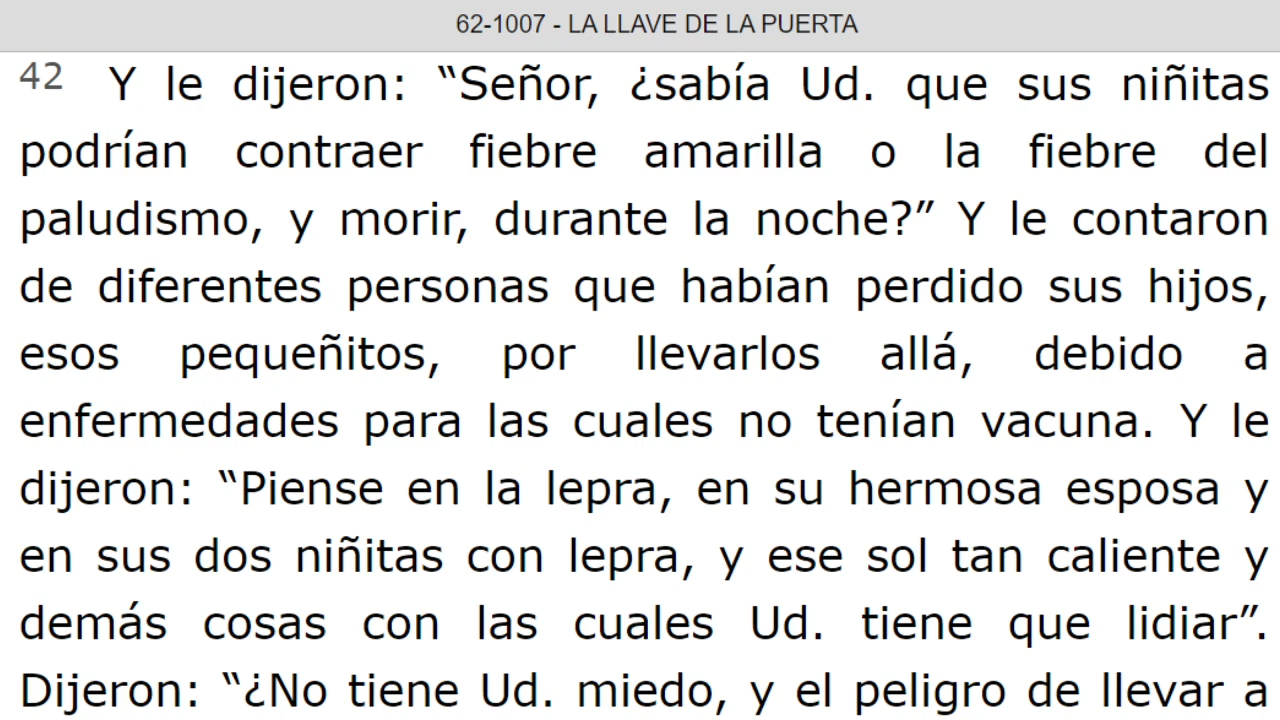 62-1007 - LA LLAVE DE LA PUERTA
42 Y le dijeron: “Señor, ¿sabía Ud. que sus niñitas
podrían contraer fiebre amarilla o la fiebre del
paludismo, y morir, durante la noche?” Y le contaron
de diferentes personas que habían perdido sus hijos,
esos pequeñitos, por llevarlos allá, debido a
enfermedades para las cuales no tenían vacuna. Y le
dijeron: “Piense en la lepra, en su hermosa esposa y
en sus dos niñitas con lepra, y ese sol tan caliente y
demás cosas con las cuales Ud. tiene que lidiar”.
Dijeron: “¿No tiene Ud. miedo, y el peligro de llevar a